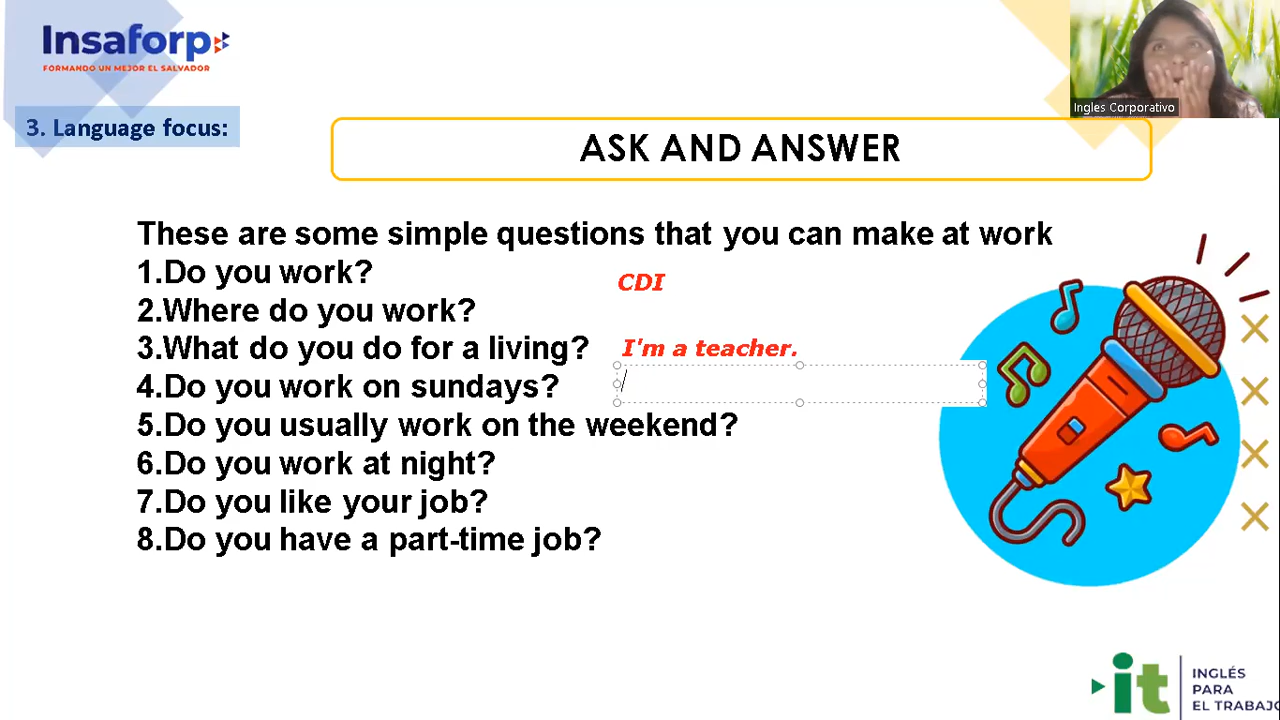 Insaforp
FORMANDO UN MEJOR EL SALVADOR
Ingles Corporativo
3. Language focus:
ASK AND ANSWER
These are some simple questions that you can make at work
1.Do you work?
CDI
2.Where do you work?
3.What do you do for a living?
I'm a teacher.
4.Do you work on sundays?
5.Do you usually work on the weekend?
6.Do you work at night?
7.Do you like your job?
8.Do you have a part-time job?
it
INGLÉS
PARA
EL TRABAJO